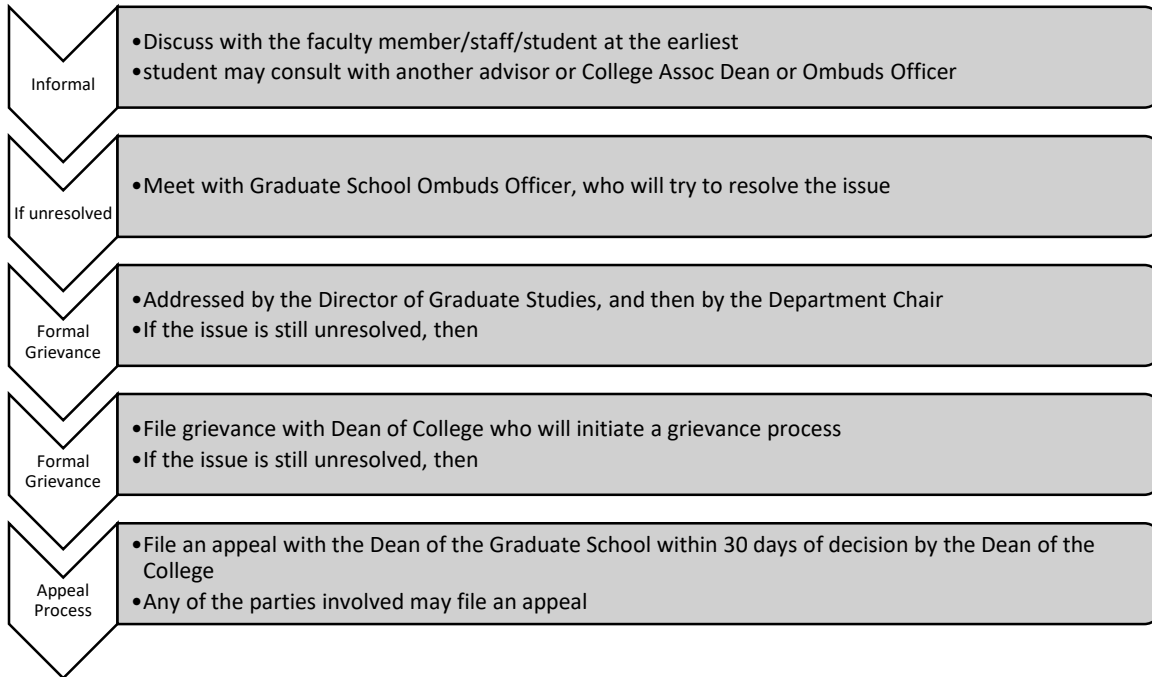 Informal
•Discuss with the faculty member/staff/student at the earliest
•student may consult with another advisor or College Assoc Dean or Ombuds Officer
If unresolved
•Meet with Graduate School Ombuds Officer, who will try to resolve the issue
Formal
Grievance
•Addressed by the Director of Graduate Studies, and then by the Department Chair
•If the issue is still unresolved, then
Formal
Grievance
•File grievance with Dean of College who will initiate a grievance process
•If the issue is still unresolved, then
Appeal
Process
•File an appeal with the Dean of the Graduate School within 30 days of decision by the Dean of the
College
•Any of the parties involved may file an appeal